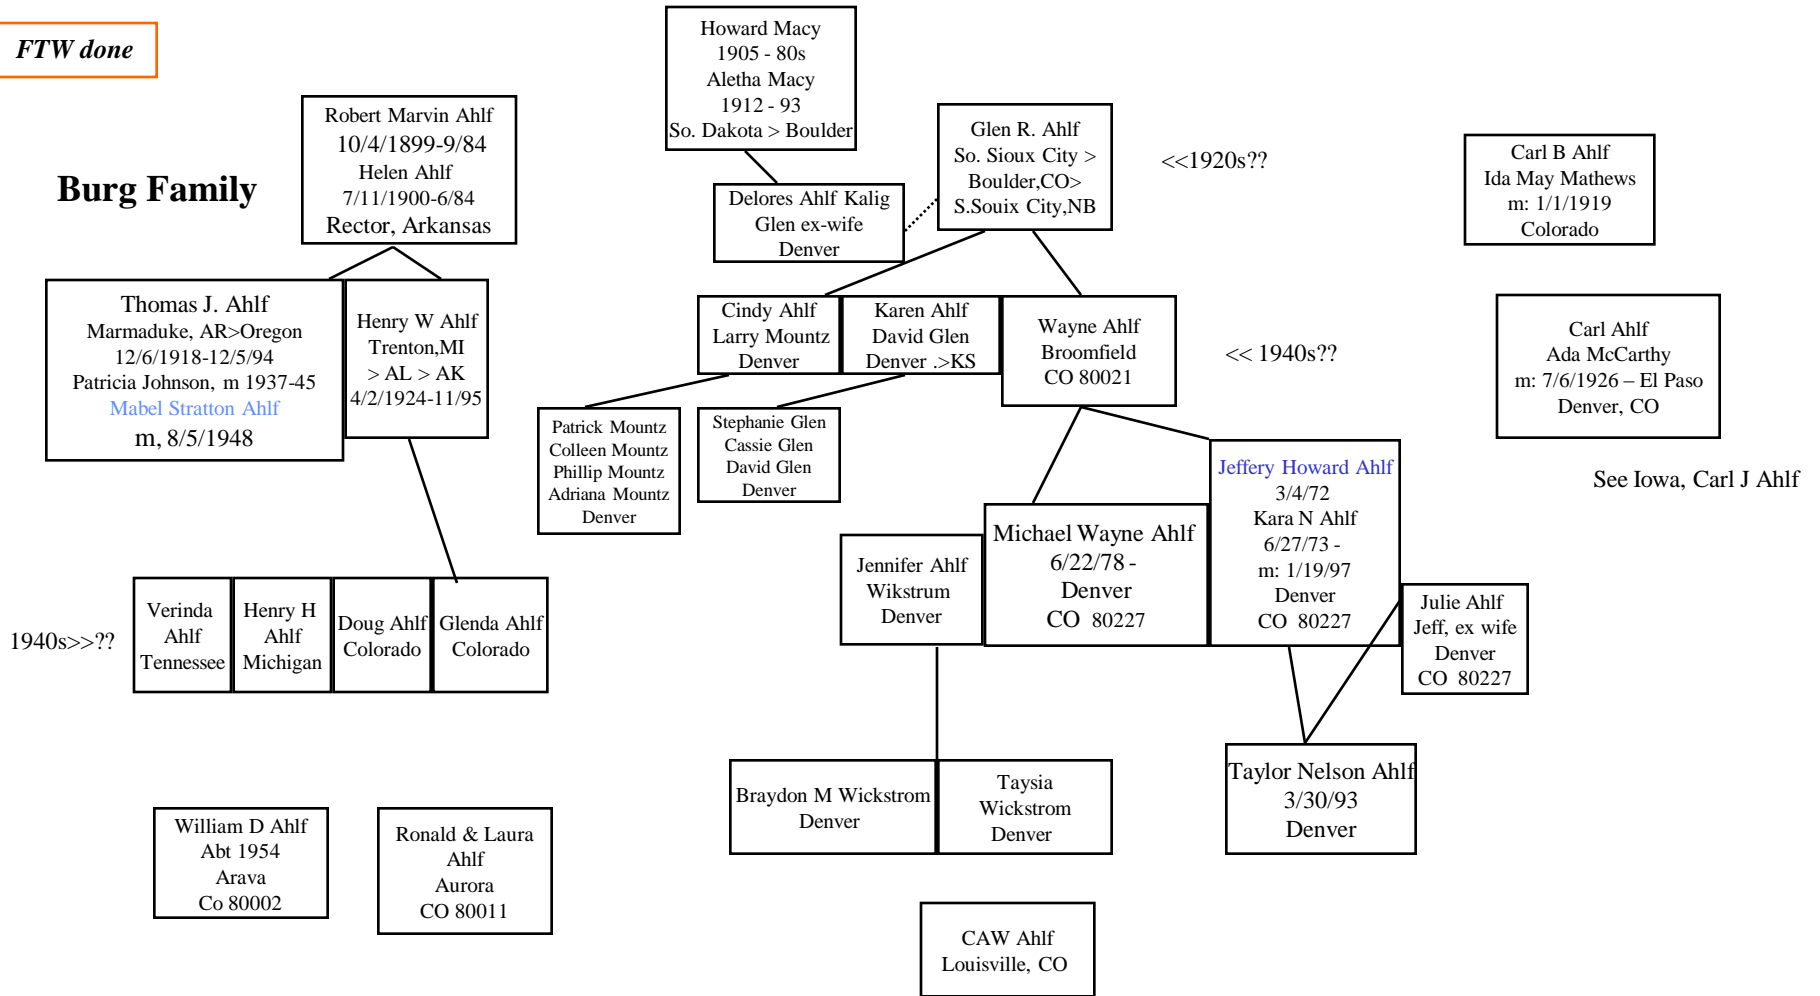 FTW done
Burg Family
Robert Marvin Ahlf
10/4/1899-9/84
Helen Ahlf
7/11/1900-6/84
Rector, Arkansas
Howard Macy
1905 - 80s
Aletha Macy
1912 - 93
So. Dakota > Boulder
Glen R. Ahlf
So. Sioux City >
Boulder,CO>
S.Souix City,NB
<<1920s??
Carl B Ahlf
Ida May Mathews
m: 1/1/1919
Colorado
Delores Ahlf Kalig
Glen ex-wife
Denver
Thomas J. Ahlf
Marmaduke, AR>Oregon
12/6/1918-12/5/94
Patricia Johnson, m 1937-45
Mabel Stratton Ahlf
m, 8/5/1948
Henry W Ahlf
Trenton,MI
> AL > AK
4/2/1924-11/95
Cindy Ahlf
Larry Mountz
Denver
Karen Ahlf
David Glen
Denver .>KS
Wayne Ahlf
Broomfield
CO 80021
<< 1940s??
Carl Ahlf
Ada McCarthy
m: 7/6/1926 – El Paso
Denver, CO
Patrick Mountz
Colleen Mountz
Phillip Mountz
Adriana Mountz
Denver
Stephanie Glen
Cassie Glen
David Glen
Denver
See Iowa, Carl J Ahlf
Jeffery Howard Ahlf
3/4/72
Kara N Ahlf
6/27/73 -
m: 1/19/97
Denver
CO 80227
Michael Wayne Ahlf
6/22/78 -
Denver
CO 80227
Jennifer Ahlf
Wikstrum
Denver
Julie Ahlf
Jeff, ex wife
Denver
CO 80227
1940s>>??
Verinda
Ahlf
Tennessee
Henry H
Ahlf
Michigan
Doug Ahlf
Colorado
Glenda Ahlf
Colorado
Braydon M Wickstrom
Denver
Taysia
Wickstrom
Denver
Taylor Nelson Ahlf
3/30/93
Denver
William D Ahlf
Abt 1954
Arava
Co 80002
Ronald & Laura
Ahlf
Aurora
CO 80011
CAW Ahlf
Louisville, CO